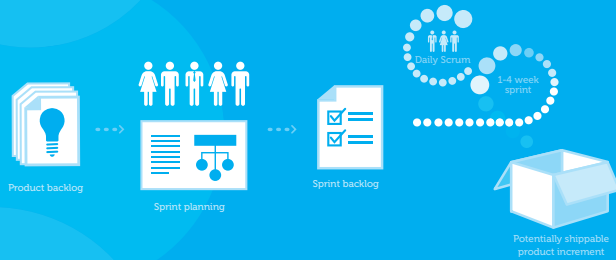 Product backlog
Sprint planning
Sprint backlog
Daily Scrum
1-4 week
sprint
Potentially shippable
product increment